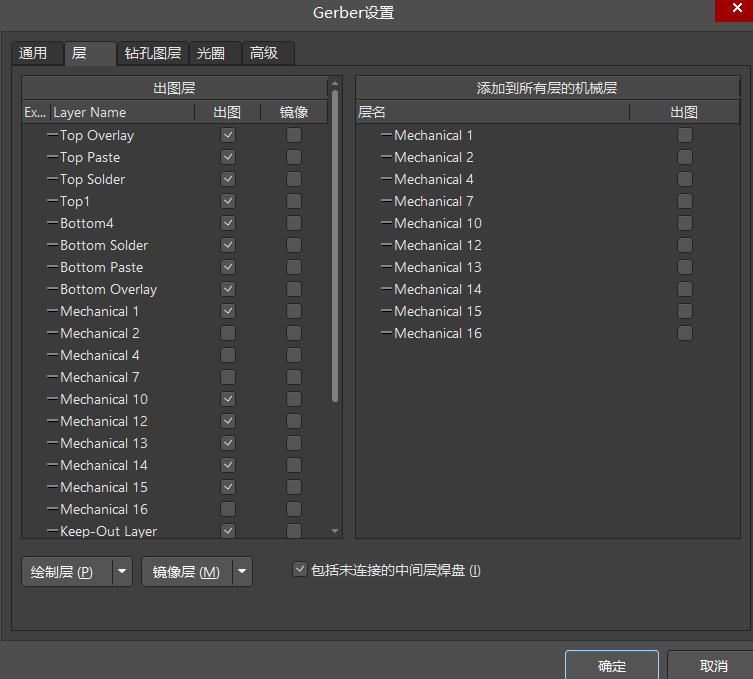 Gerber设置
通用 层 钻孔图层 光圈 高级
出图层
Ex... Layer Name 出图 镜像
Top Overlay
Top Paste
Top Solder
Top1
Bottom4
Bottom Solder
Bottom Paste
Bottom Overlay
Mechanical 1
Mechanical 2
Mechanical 4
Mechanical 7
Mechanical 10
Mechanical 12
Mechanical 13
Mechanical 14
Mechanical 15
Mechanical 16
Keep-Out Layer
添加到所有层的机械层
层名 出图
Mechanical 1
Mechanical 2
Mechanical 4
Mechanical 7
Mechanical 10
Mechanical 12
Mechanical 13
Mechanical 14
Mechanical 15
Mechanical 16
绘制层 (P) 镜像层 (M) 包括未连接的中间层焊盘 (I)
确定 取消